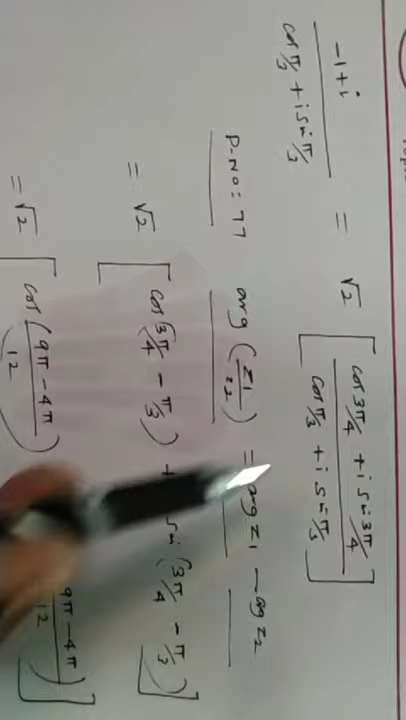 -1+i / cos π/3 + i sin π/3 = √2 [ cos 3π/4 + i sin 3π/4 / cos π/3 + i sin π/3 ]
P.NO: 77 arg (z1/z2) = arg z1 - arg z2
= √2 [ cos (3π/4 - π/3) + sin (3π/4 - π/3) ]
= √2 [ cos (9π - 4π / 12) 9π - 4π / 12 ) ]